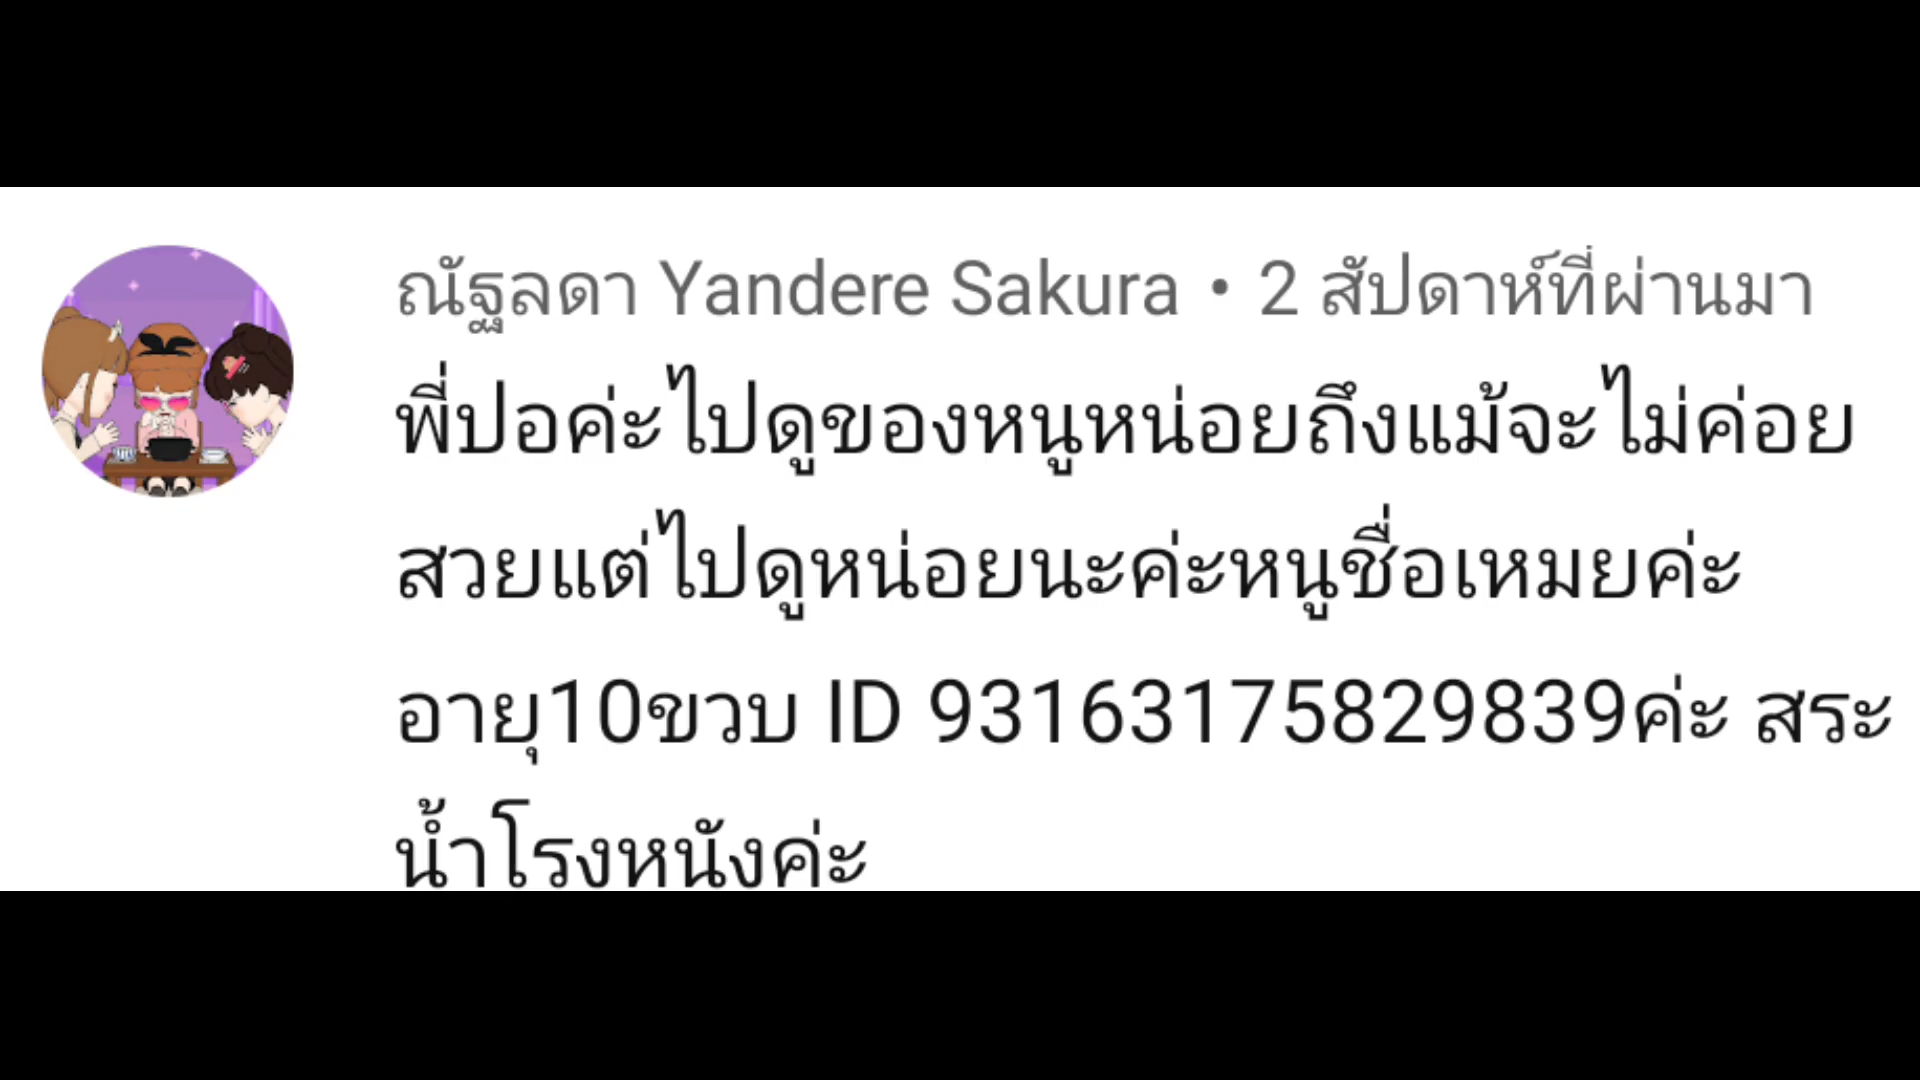 ณัฐลดา Yandere Sakura • 2 สัปดาห์ที่ผ่านมา
พี่ปอค่ะไปดูของหนูหน่อยถึงแม้จะไม่ค่อย
สวยแต่ไปดูหน่อยนะค่ะหนูชื่อเหมยค่ะ
อายุ10ขวบ ID 93163175829839ค่ะ สระ
น้ำโรงหนังค่ะ